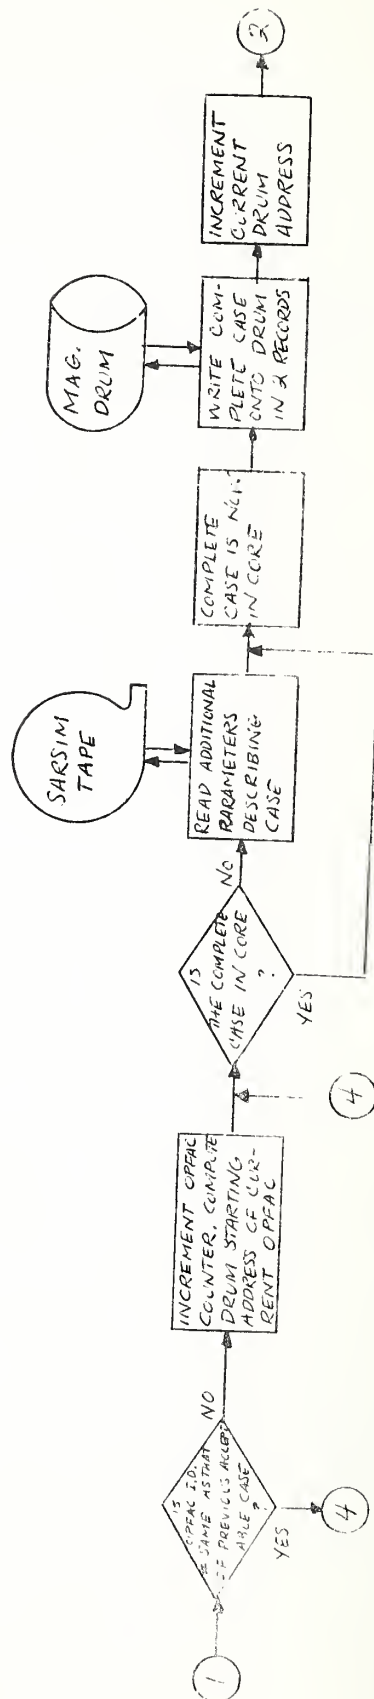 1
IS
OPFAC I.D.
SAME AS THAT
OF PREVIOUS ACCEPT
ABLE CASE
?
YES
4
NO
INCREMENT OPFAC
COUNTER, COMPUTE
DRUM STARTING
ADDRESS OF CUR-
RENT OPFAC
4
IS
THE COMPLETE
CASE IN CORE
?
YES
NO
READ ADDITIONAL
PARAMETERS
DESCRIBING
CASE
SARSIM
TAPE
COMPLETE
CASE IS NOW
IN CORE
WRITE COM-
PLETE CASE
ONTO DRUM
IN 2 RECORDS
MAG.
DRUM
INCREMENT
CURRENT
DRUM
ADDRESS
2